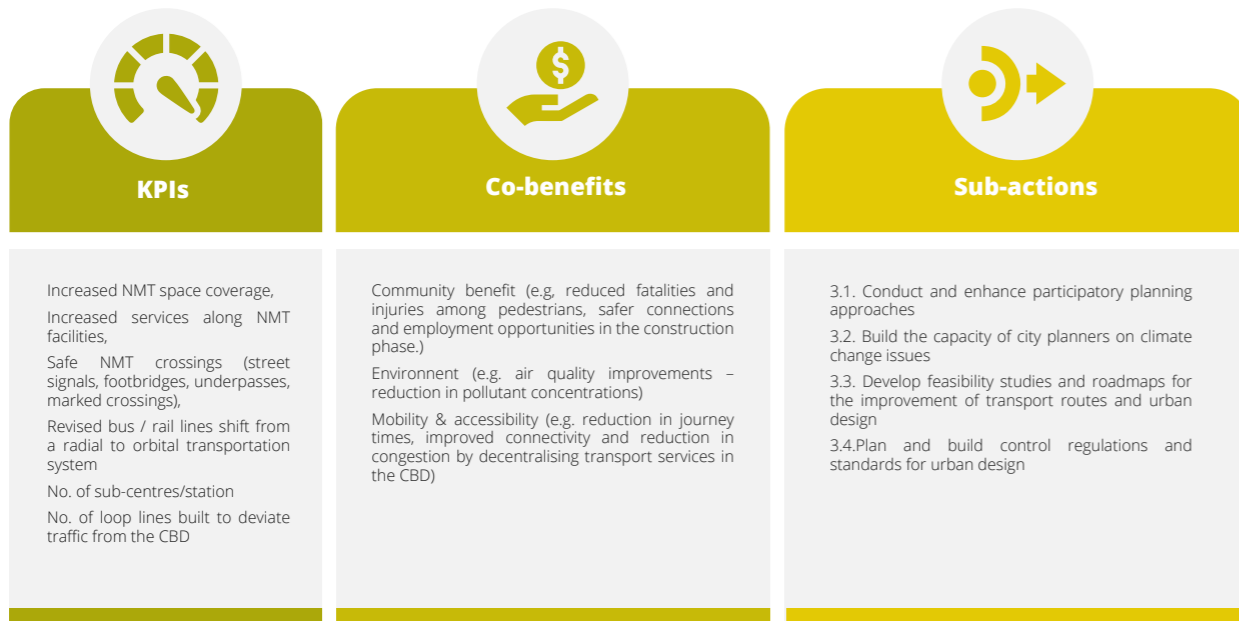 KPIs
Increased NMT space coverage,
Increased services along NMT
facilities,
Safe NMT crossings (street
signals, footbridges, underpasses,
marked crossings),
Revised bus / rail lines shift from
a radial to orbital transportation
system
No. of sub-centres/station
No. of loop lines built to deviate
traffic from the CBD
Co-benefits
Community benefit (e.g, reduced fatalities and
injuries among pedestrians, safer connections
and employment opportunities in the construction
phase.)
Environent (e.g. air quality improvements –
reduction in pollutant concentrations)
Mobility & accessibility (e.g. reduction in journey
times, improved connectivity and reduction in
congestion by decentralising transport services in
the CBD)
Sub-actions
3.1. Conduct and enhance participatory planning
approaches
3.2. Build the capacity of city planners on climate
change issues
3.3. Develop feasibility studies and roadmaps for
the improvement of transport routes and urban
design
3.4.Plan and build control regulations and
standards for urban design